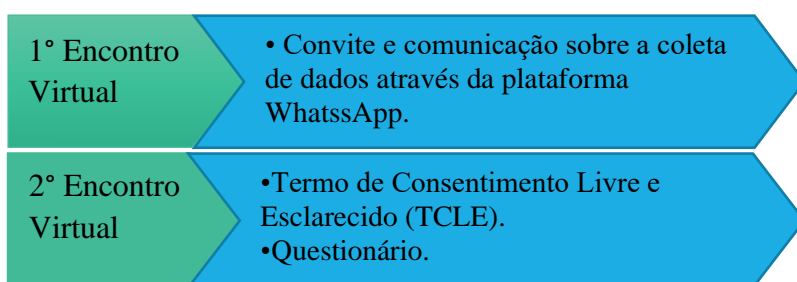 1° Encontro
Virtual
• Convite e comunicação sobre a coleta
de dados através da plataforma
WhatssApp.
2° Encontro
Virtual
•Termo de Consentimento Livre e
Esclarecido (TCLE).
•Questionário.